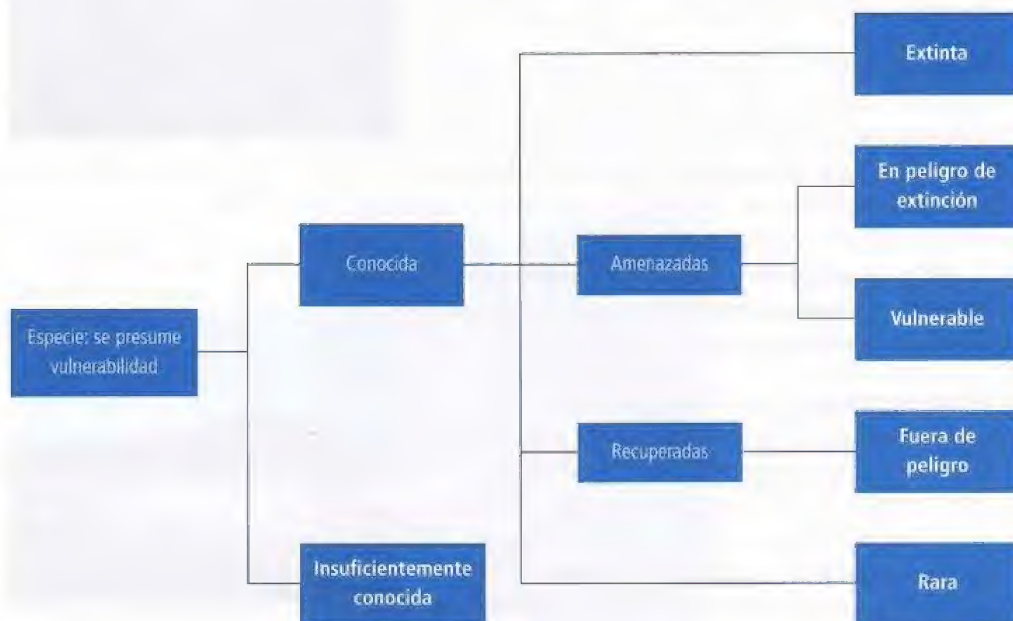 Extinta
En peligro de
extinción
Conocida
Amenazadas
Vulnerable
Especie: se presume
vulnerabilidad
Recuperadas
Fuera de
peligro
Insuficientemente
conocida
Rara